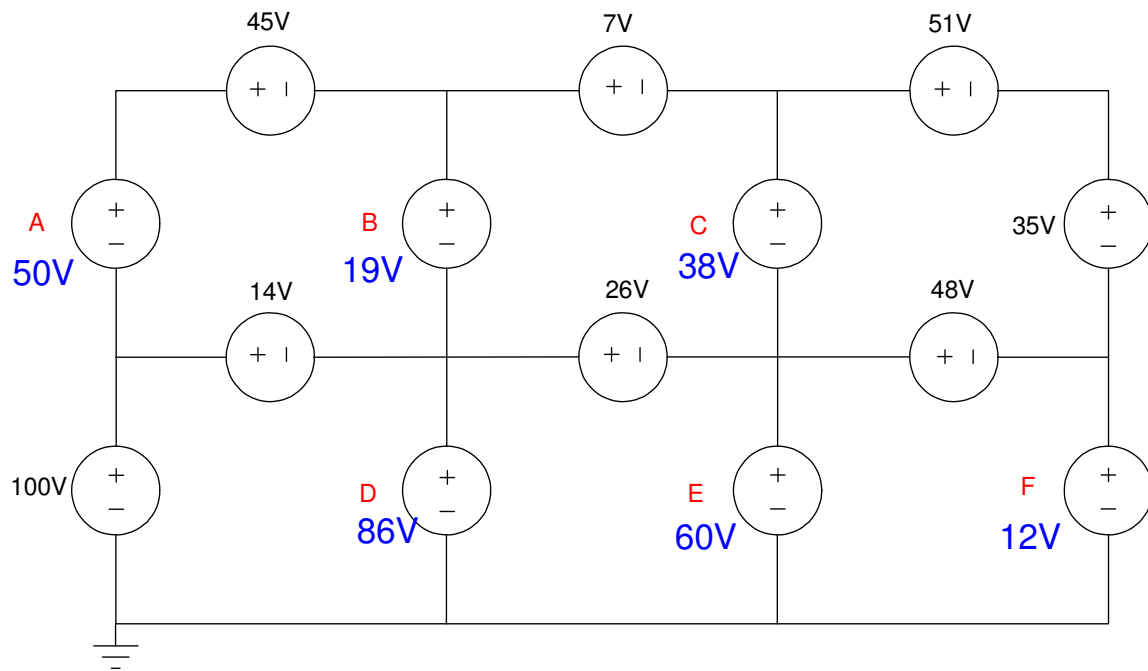 45V
7V
51V
+ −
+ −
+ −
+
−
+
−
+
−
+
−
A
50V
B
19V
C
38V
35V
14V
26V
48V
+ −
+ −
+ −
+
−
+
−
+
−
+
−
100V
D
86V
E
60V
F
12V